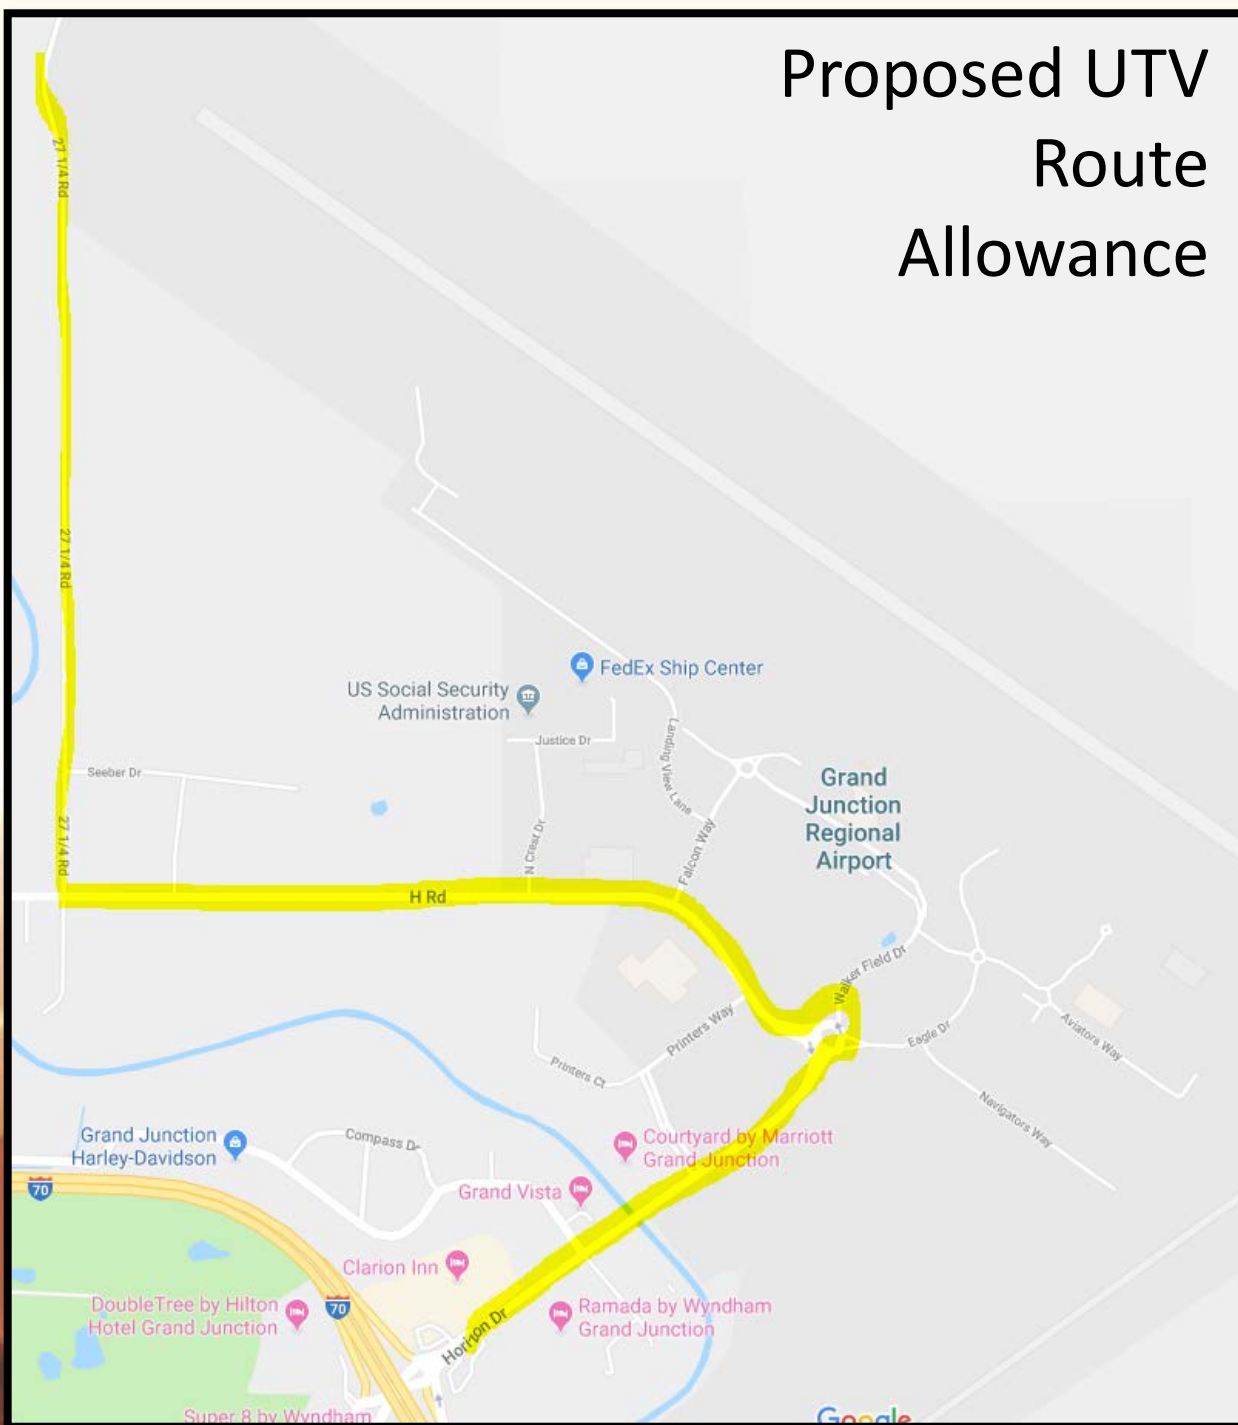 Proposed UTV
Route
Allowance
27 1/4 Rd
27 1/4 Rd
FedEx Ship Center
US Social Security
Administration
Justice Dr
Landing View Lane
Seeber Dr
Grand
Junction
Regional
Airport
27 1/4 Rd
N Crest Dr
Falcon Way
H Rd
Walker Field Dr
Printers Way
Eagle Dr
Aviators Way
Printers Ct
Navigators Way
Grand Junction
Harley-Davidson
Compass Dr
Courtyard by Marriott
Grand Junction
70
Grand Vista
Clarion Inn
DoubleTree by Hilton
Hotel Grand Junction
70
Horizon Dr
Ramada by Wyndham
Grand Junction
Super 8 by Wyndham
Google